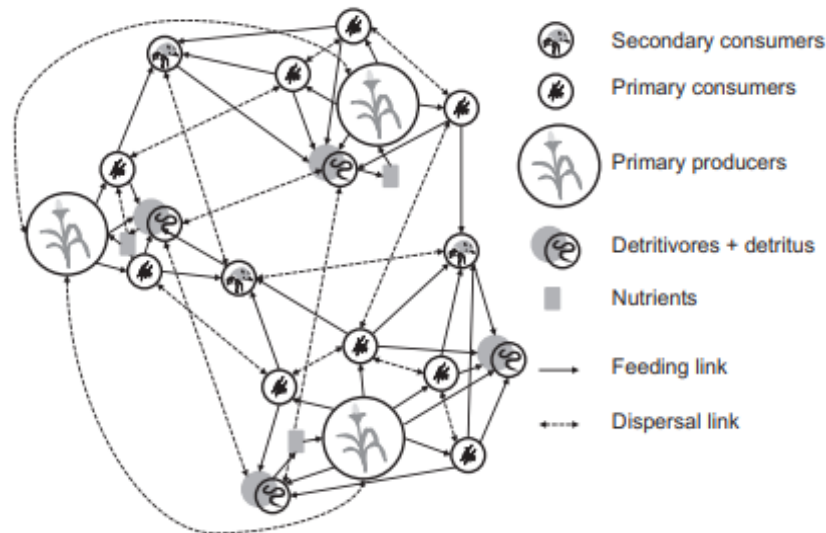 Secondary consumers
Primary consumers
Primary producers
Detritivores + detritus
Nutrients
Feeding link
Dispersal link